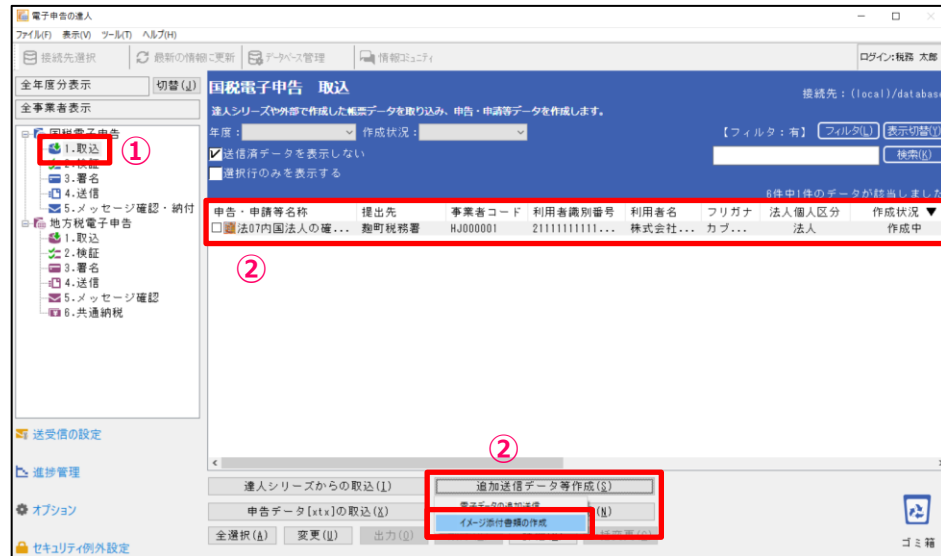 電子申告の達人
ファイル(F) 表示(V) ツール(T) ヘルプ(H)
接続先選択 最新の情報に更新 データベース管理 情報コミュニティ ログイン:税務 太郎
全年度分表示 切替(J)
全事業者表示
国税電子申告
1.取込 ①
2.検証
3.署名
4.送信
5.メッセージ確認・納付
地方税電子申告
1.取込
2.検証
3.署名
4.送信
5.メッセージ確認
6.共通納税
送受信の設定
進捗管理
オプション
セキュリティ例外設定
国税電子申告 取込
接続先：(local)/database
達人シリーズや外部で作成した帳票データを取り込み、申告・申請等データを作成します。
年度： 作成状況： 【フィルタ：有】 フィルタ(L) 表示切替(Y)
送信済データを表示しない 検索(K)
選択行のみを表示する
6件中1件のデータが該当しました
申告・申請等名称 提出先 事業者コード 利用者識別番号 利用者名 フリガナ 法人個人区分 作成状況 ▼
法07内国法人の確... 麹町税務署 HJ000001 21111111111... 株式会社... カブ... 法人 作成中
②
②
達人シリーズからの取込(I) 追加送信データ等作成(S)
電子データの追加送信
申告データ[xtx]の取込(X) (N)
イメージ添付書類の作成
全選択(A) 変更(U) 出力(O)
ゴミ箱